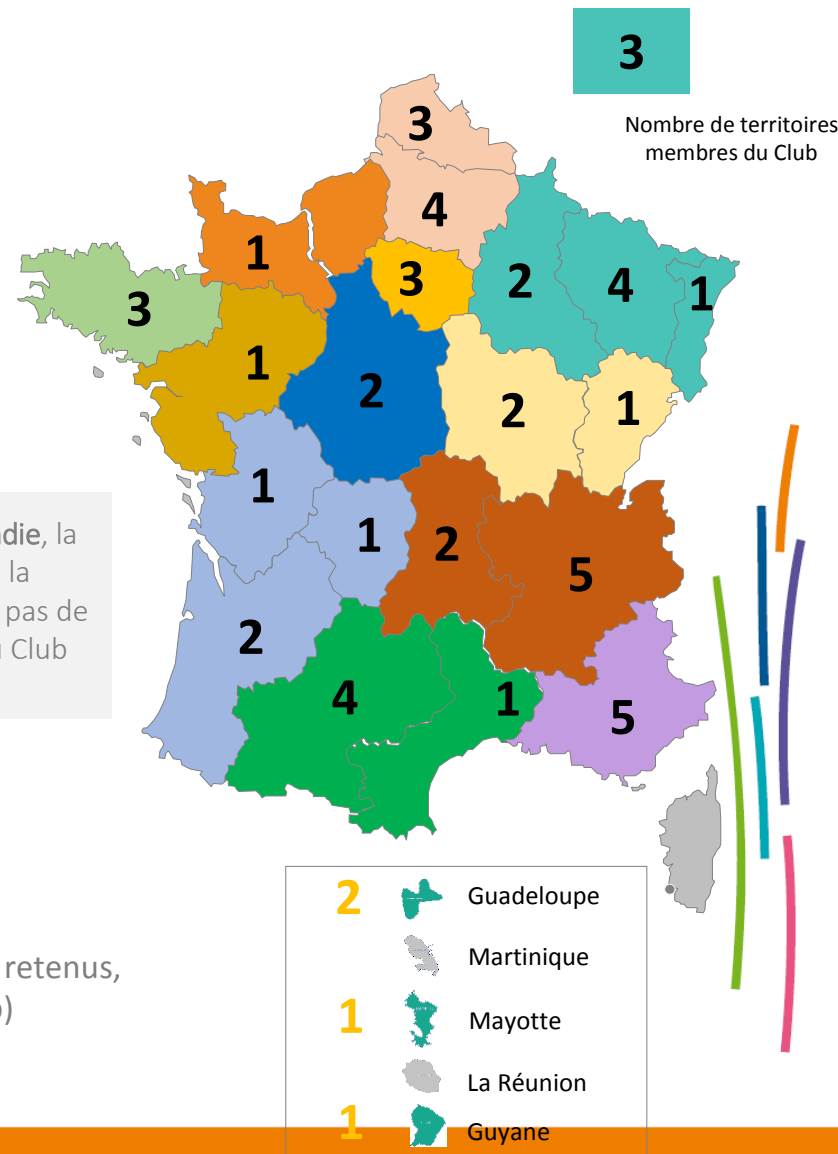 3
Nombre de territoires
membres du Club
3
4
1
3
2
4
1
3
1
2
2
1
1
1
2
5
2
4
1
5
die, la
la
pas de
Club
2 Guadeloupe
Martinique
retenus,
)
1 Mayotte
La Réunion
1 Guyane